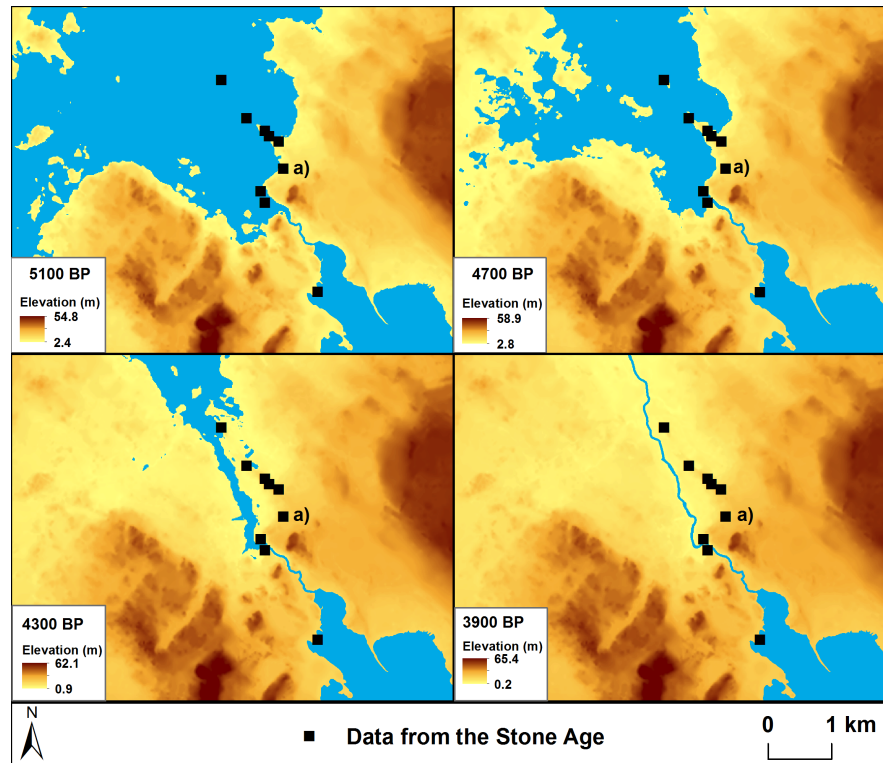 a)
5100 BP
Elevation (m)
54.8
2.4
a)
4700 BP
Elevation (m)
58.9
2.8
a)
4300 BP
Elevation (m)
62.1
0.9
a)
3900 BP
Elevation (m)
65.4
0.2
N
Data from the Stone Age
0 1 km